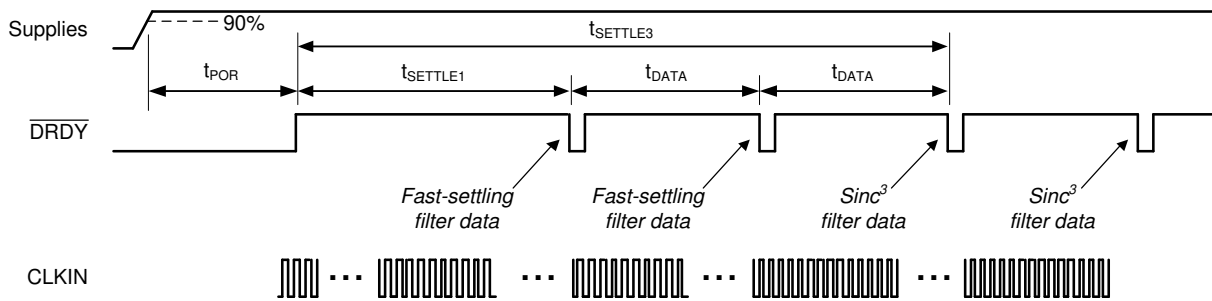 Supplies
90%
tSETTLE3
tPOR
tSETTLE1
tDATA
tDATA
DRDY
Fast-settling
filter data
Fast-settling
filter data
Sinc³
filter data
Sinc³
filter data
CLKIN